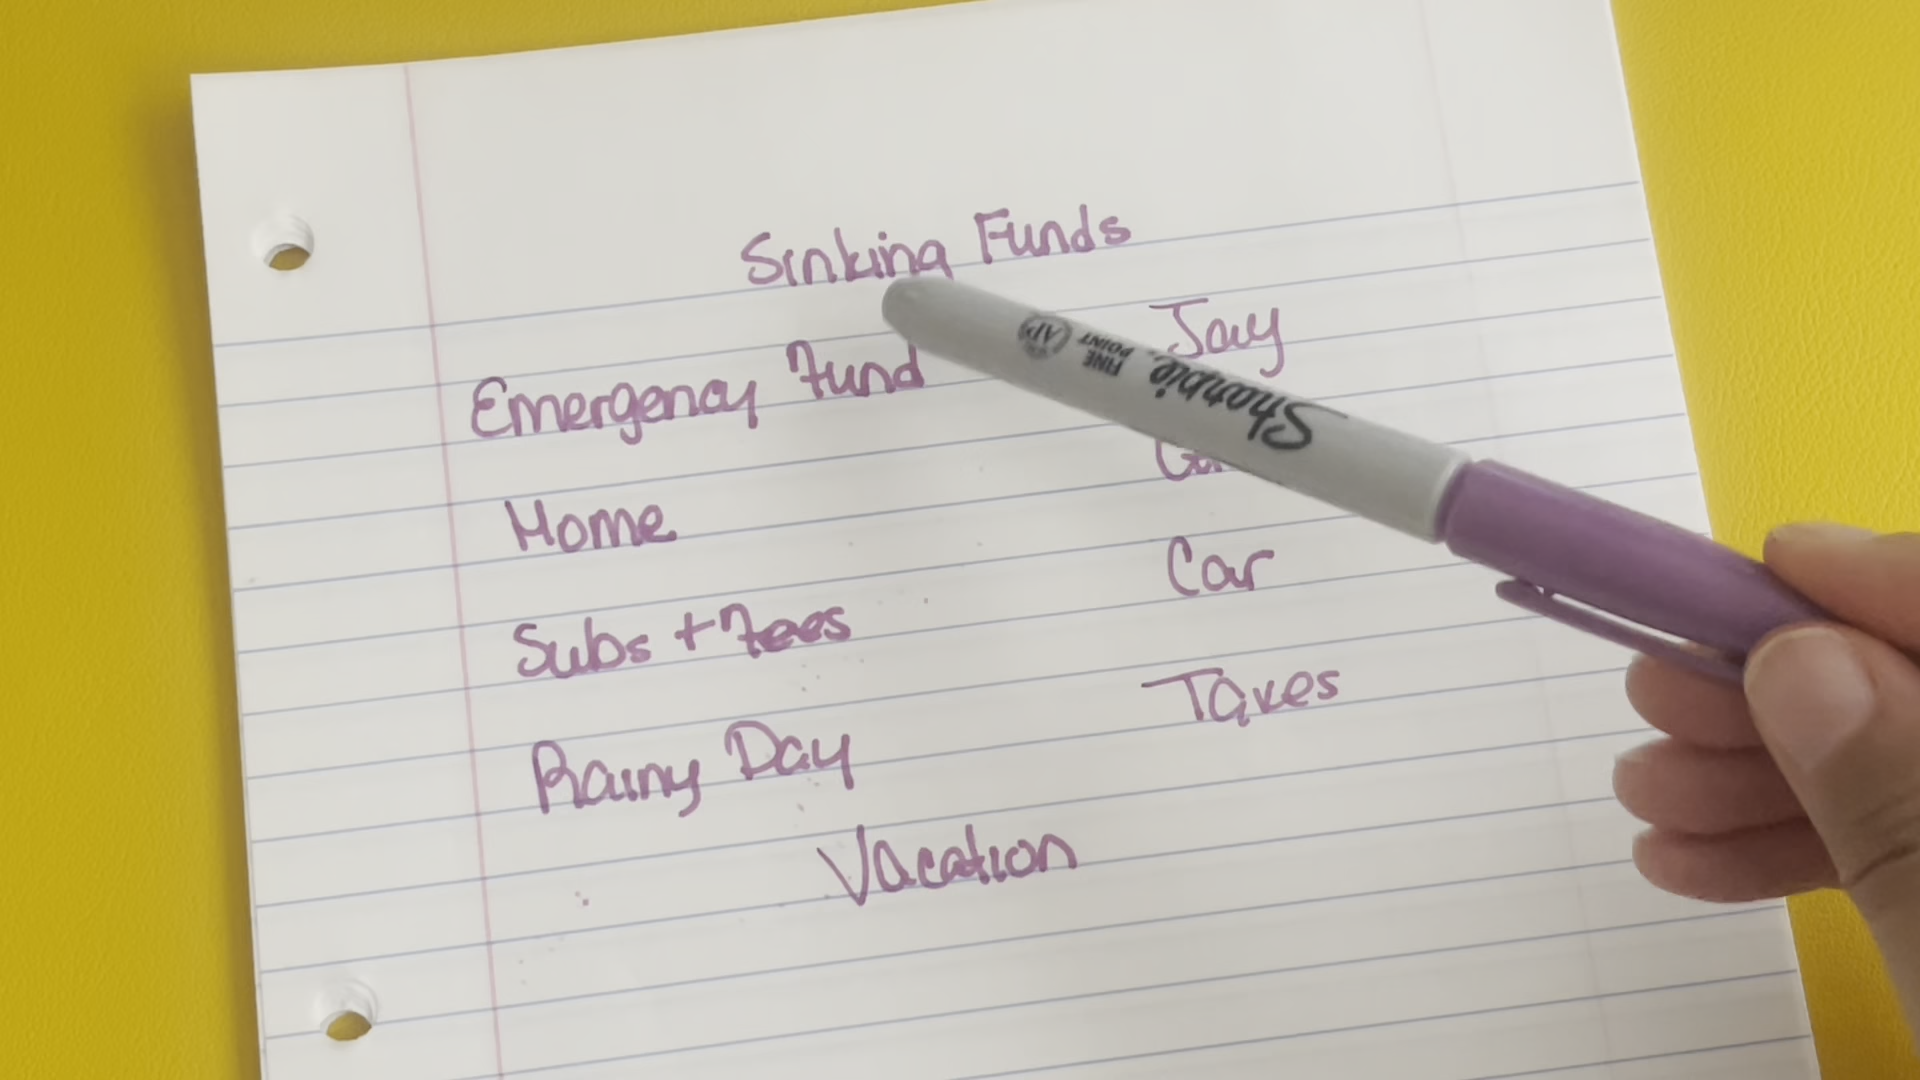 Sinking Funds
Emergency Fund
Jay
Home
Car
Subs + Fees
Taxes
Rainy Day
Vacation
Sharpie
FINE
POINT
AP